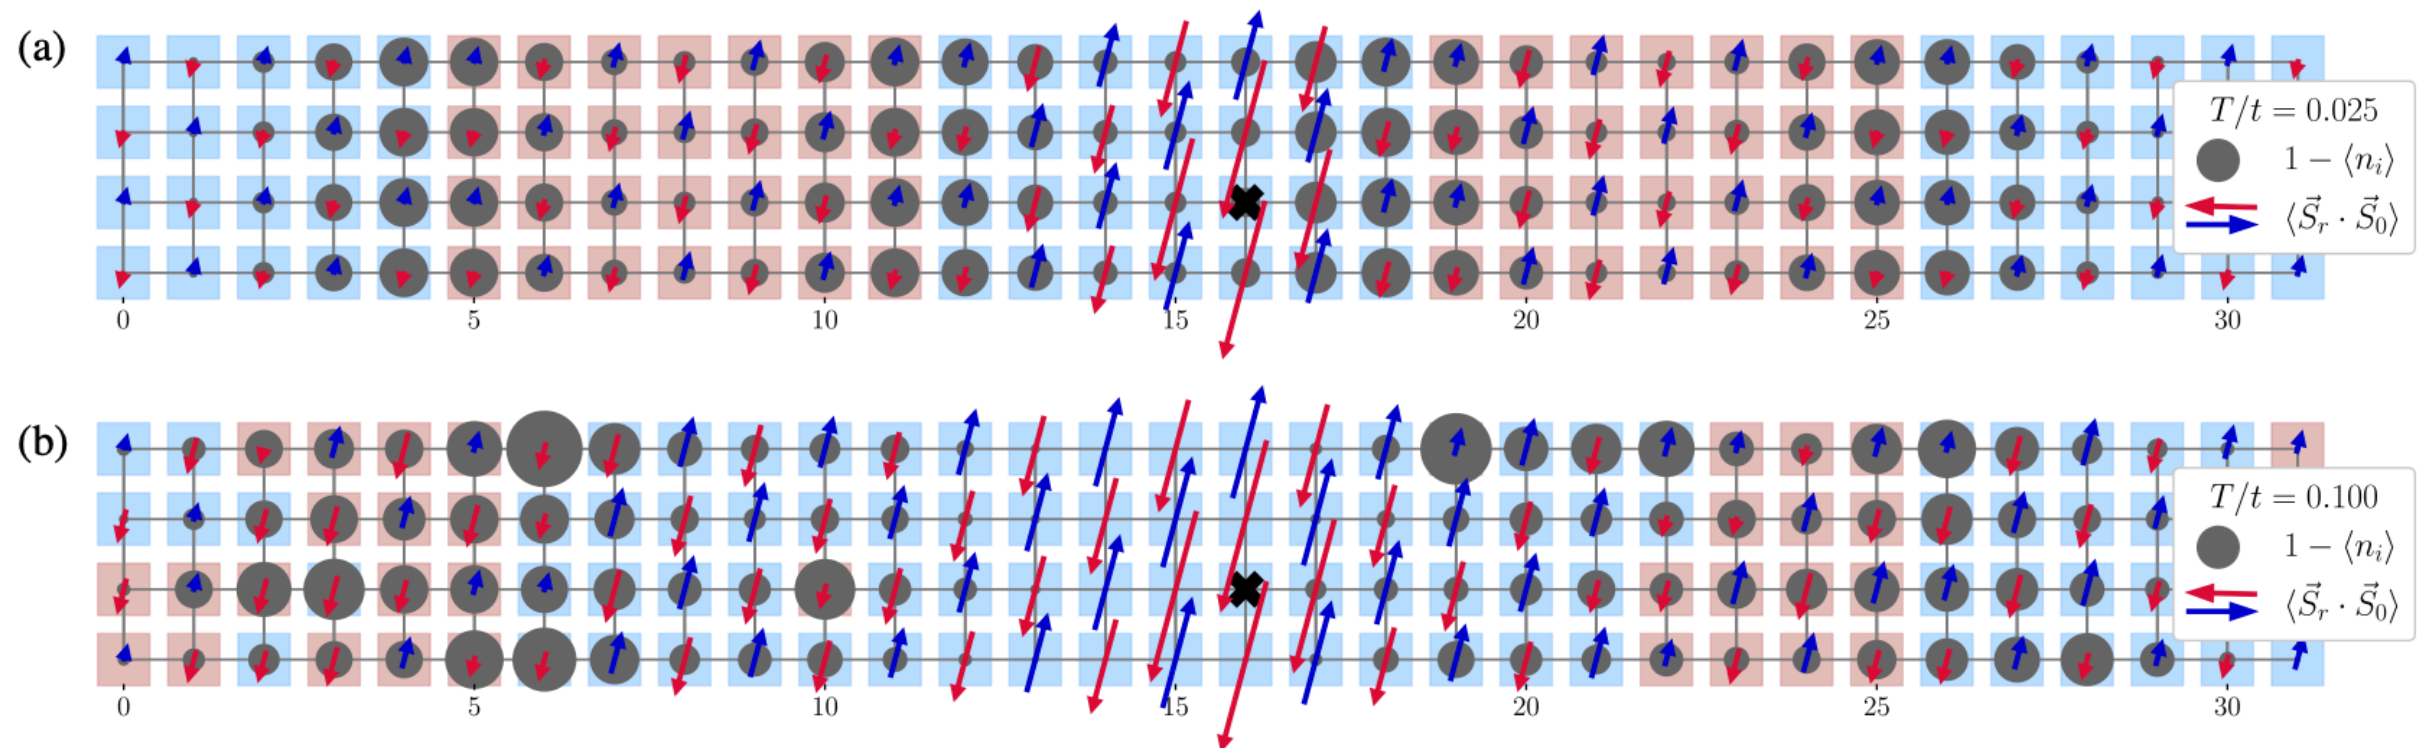 (a)
T/t = 0.025
1 − ⟨n_i⟩
⟨S⃗_r · S⃗_0⟩
0 5 10 15 20 25 30
(b)
T/t = 0.100
1 − ⟨n_i⟩
⟨S⃗_r · S⃗_0⟩
0 5 10 15 20 25 30